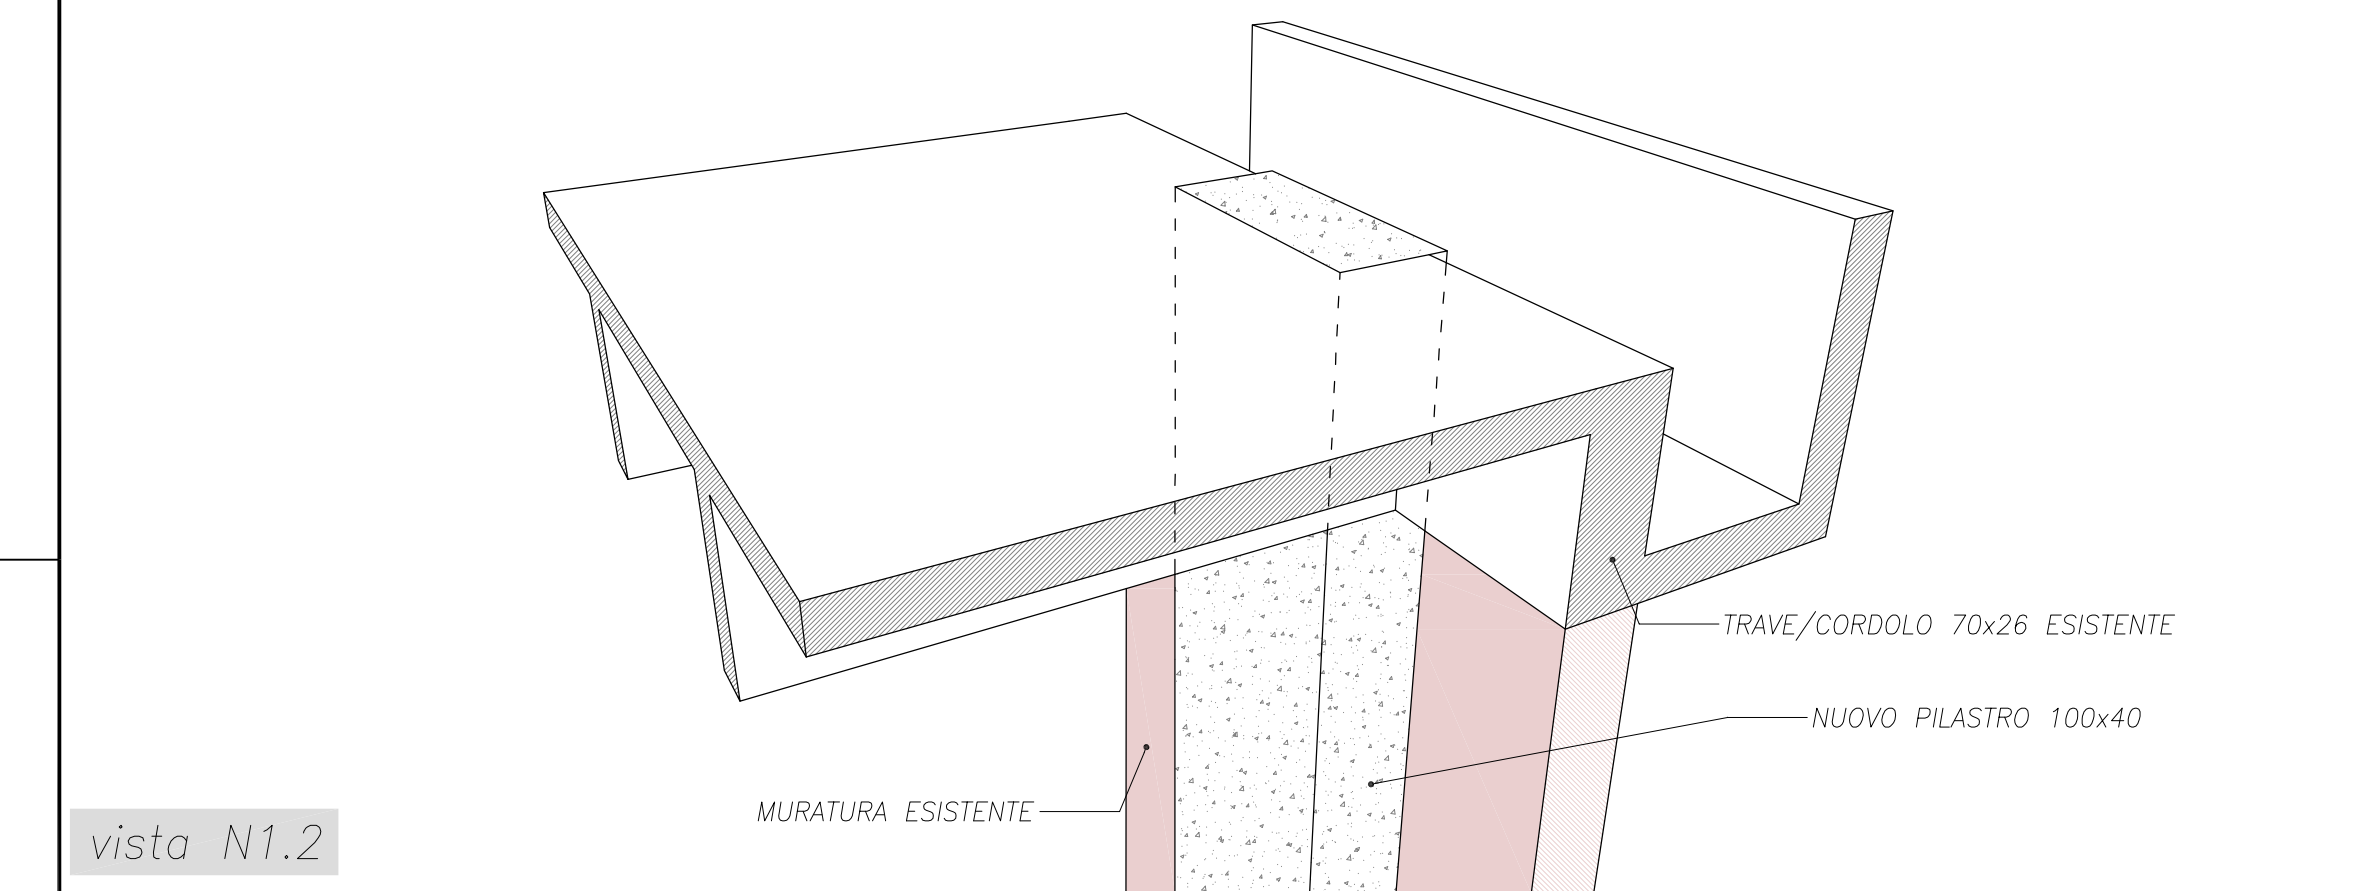 TRAVE/CORDOLO 70x26 ESISTENTE
NUOVO PILASTRO 100x40
MURATURA ESISTENTE
vista N1.2